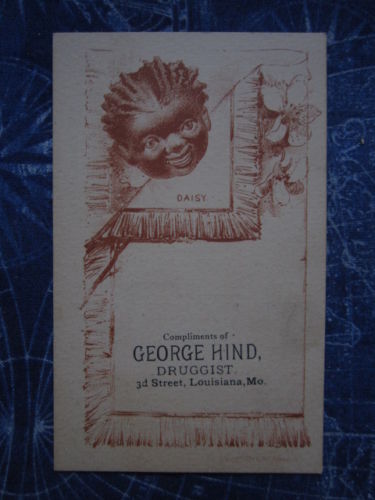 DAISY.
Compliments of
GEORGE HIND,
DRUGGIST.
3d Street, Louisiana, Mo.